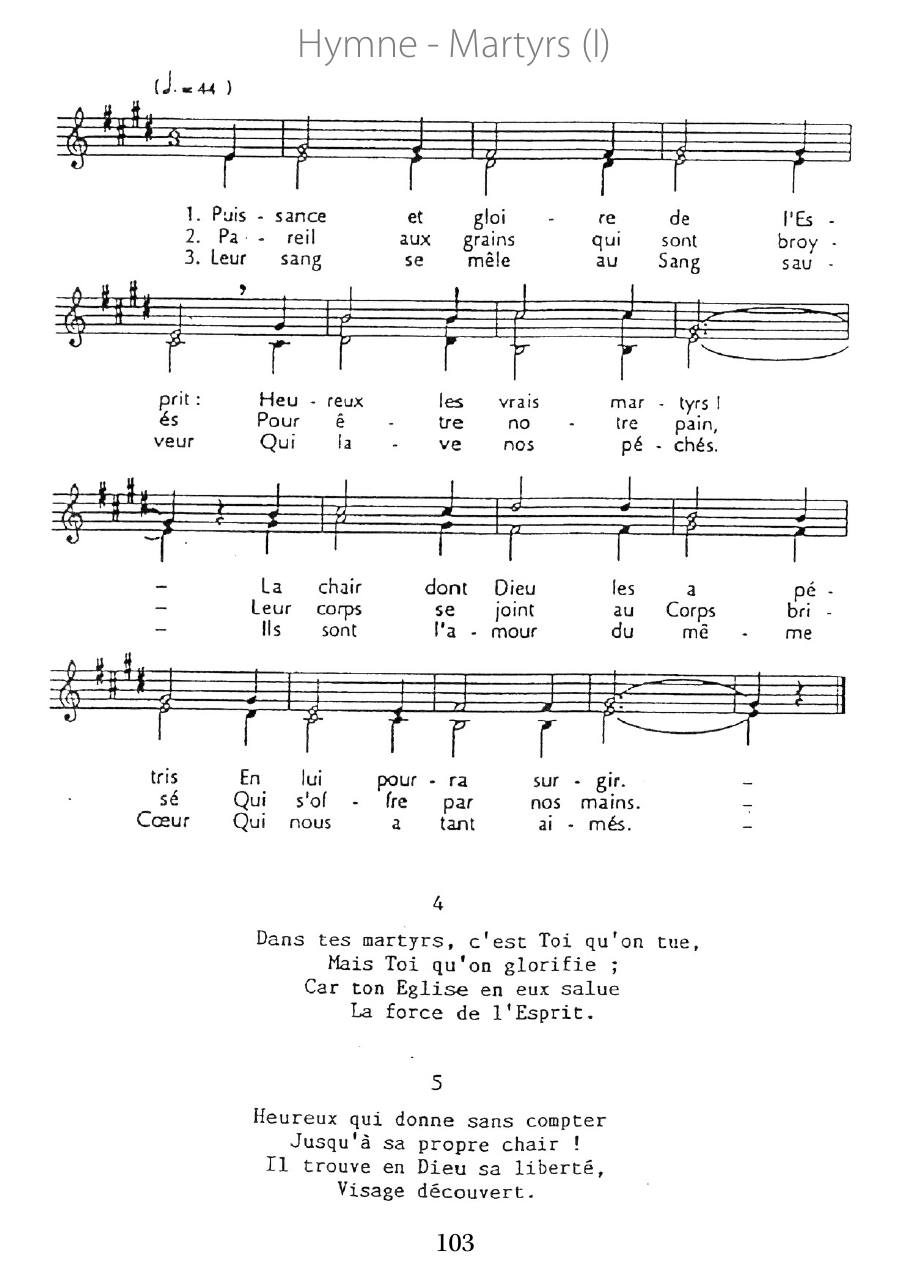 Hymne - Martyrs (I)
(𝅗𝅥. = 44 )
1. Puis - sance et gloi - re de l'Es -
2. Pa - reil aux grains qui sont broy -
3. Leur sang se mêle au Sang sau -
prit : Heu - reux les vrais mar - tyrs !
és Pour ê - tre no - tre pain,
veur Qui la - ve nos pé - chés.
– La chair dont Dieu les a pé -
– Leur corps se joint au Corps bri -
– Ils sont l'a - mour du mê - me
tris En lui pour - ra sur - gir. –
sé Qui s'of - fre par nos mains. –
Cœur Qui nous a tant ai - més. –
4
Dans tes martyrs, c'est Toi qu'on tue,
Mais Toi qu'on glorifie ;
Car ton Eglise en eux salue
La force de l'Esprit.
5
Heureux qui donne sans compter
Jusqu'à sa propre chair !
Il trouve en Dieu sa liberté,
Visage découvert.
103